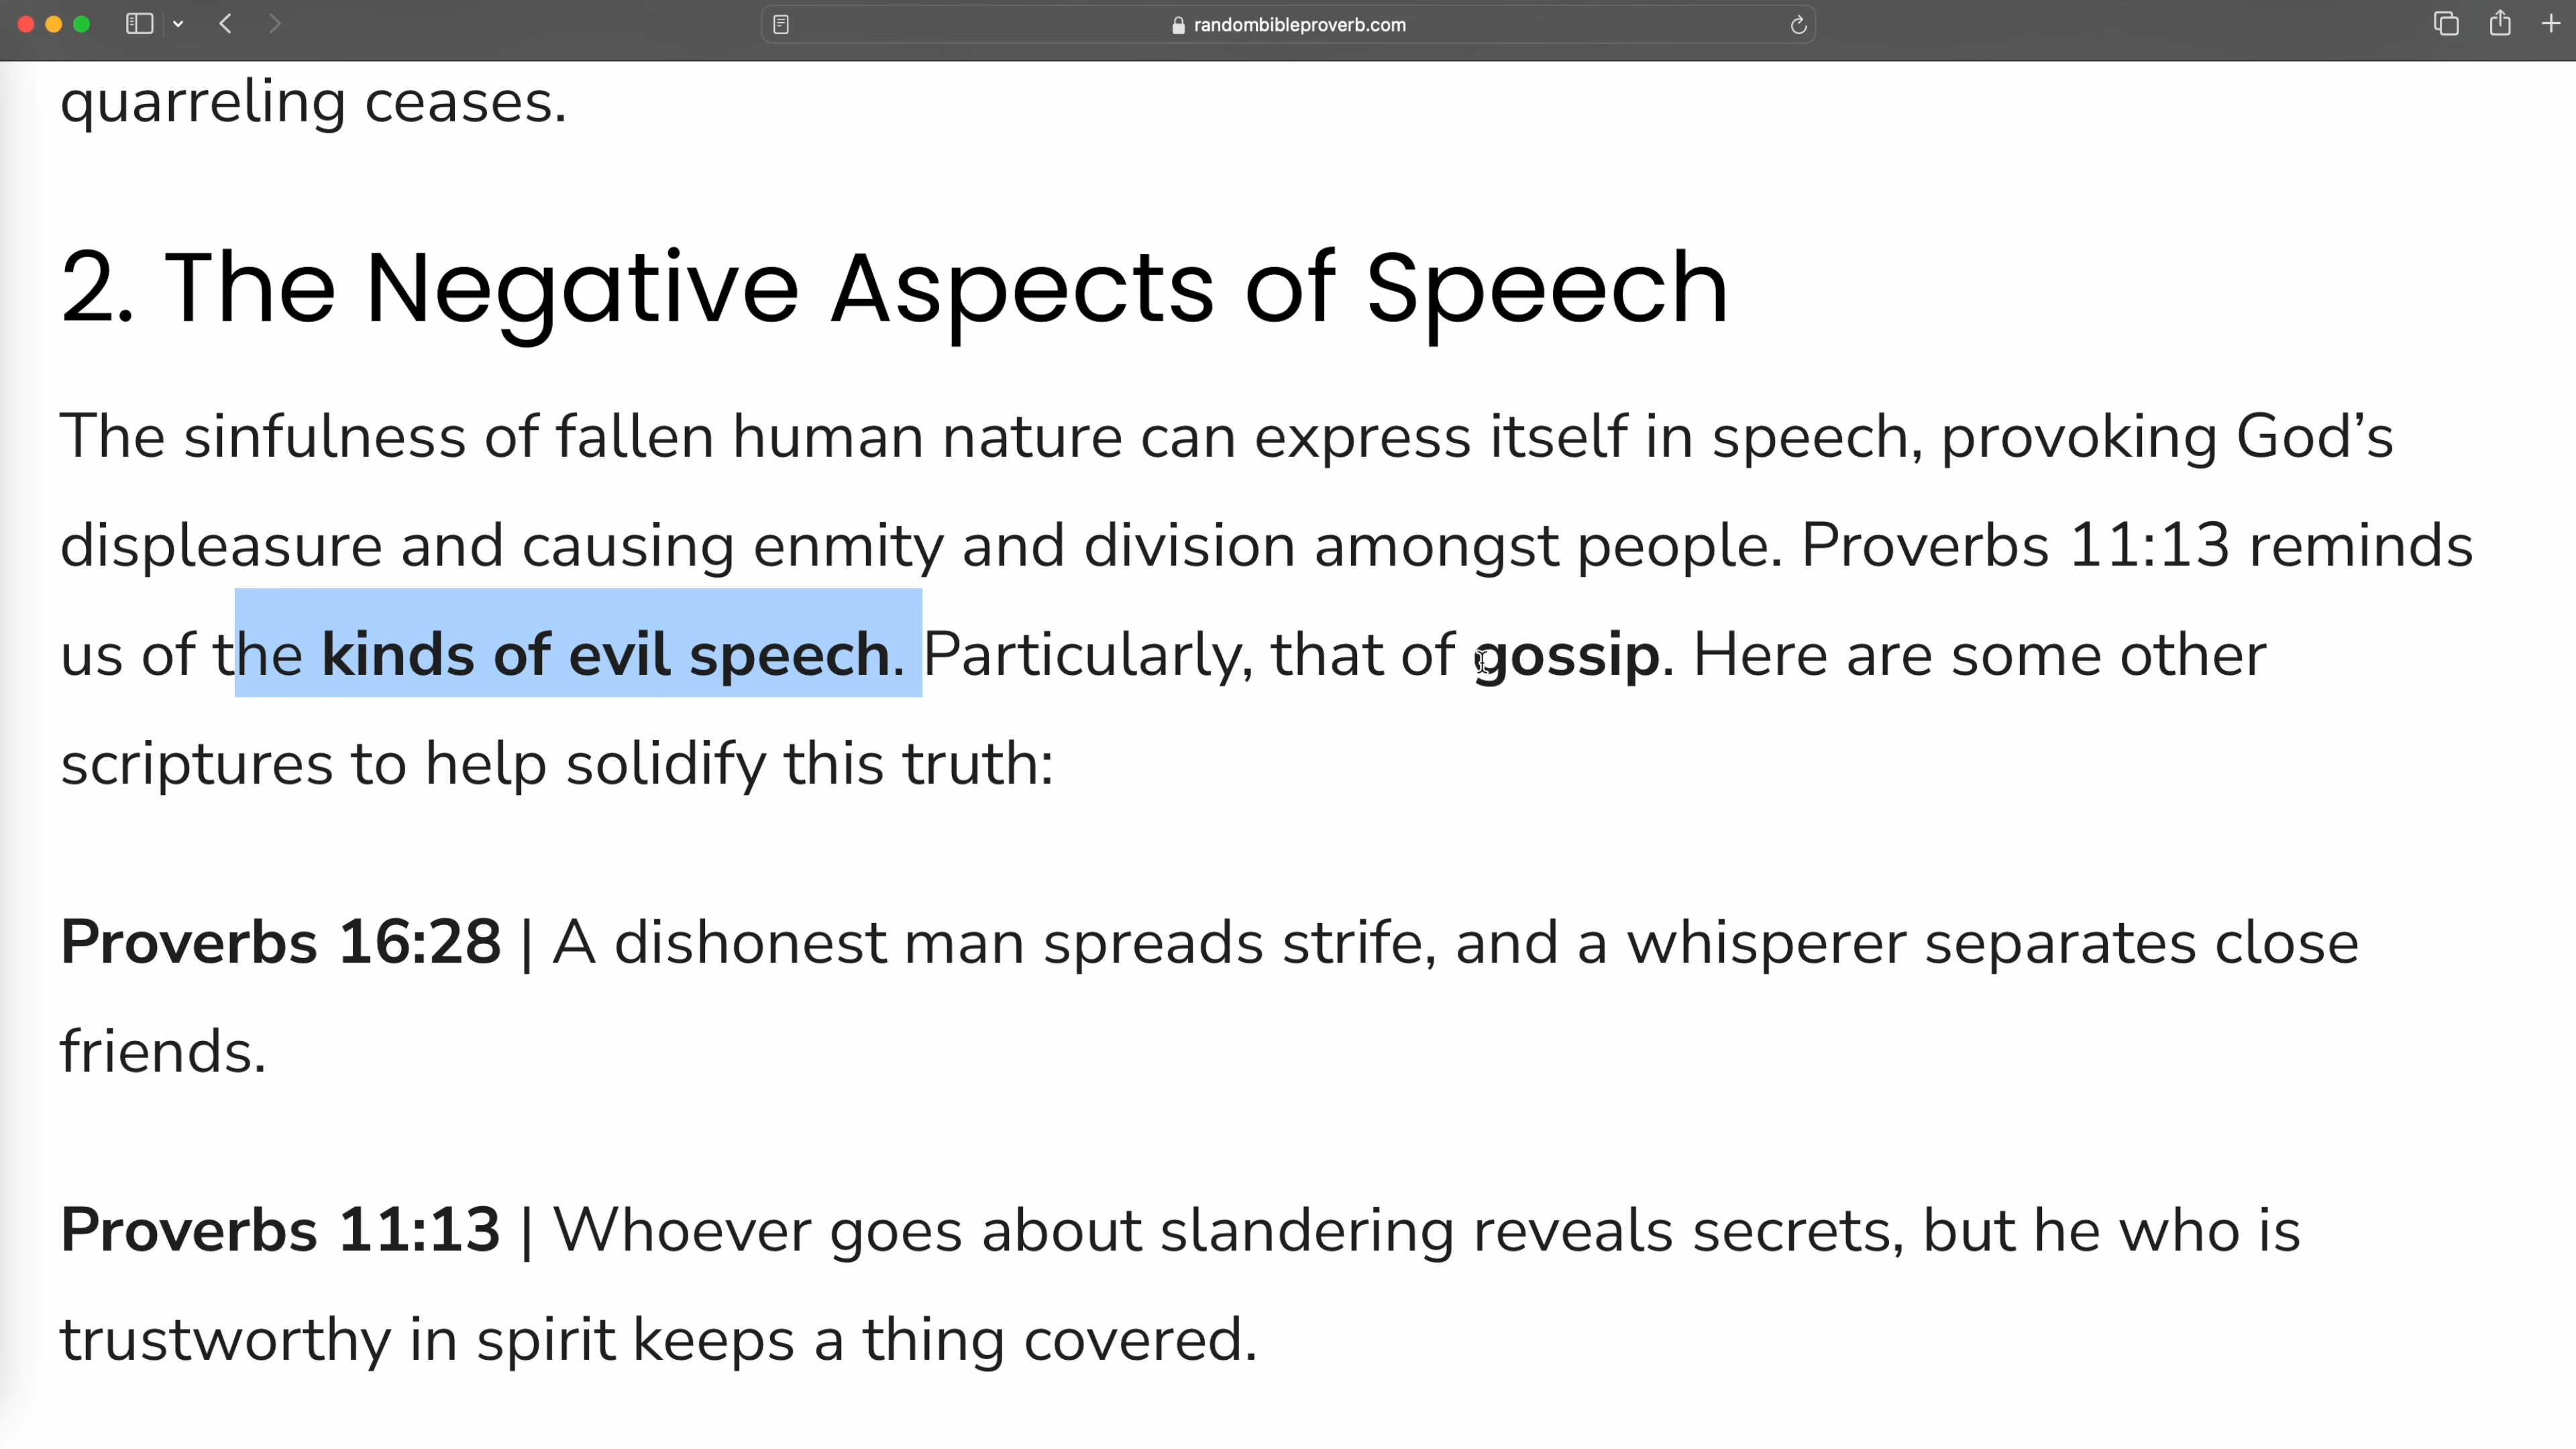 randombibleproverb.com
quarreling ceases.
2. The Negative Aspects of Speech
The sinfulness of fallen human nature can express itself in speech, provoking God’s
displeasure and causing enmity and division amongst people. Proverbs 11:13 reminds
us of the kinds of evil speech. Particularly, that of gossip. Here are some other
scriptures to help solidify this truth:
Proverbs 16:28 | A dishonest man spreads strife, and a whisperer separates close
friends.
Proverbs 11:13 | Whoever goes about slandering reveals secrets, but he who is
trustworthy in spirit keeps a thing covered.